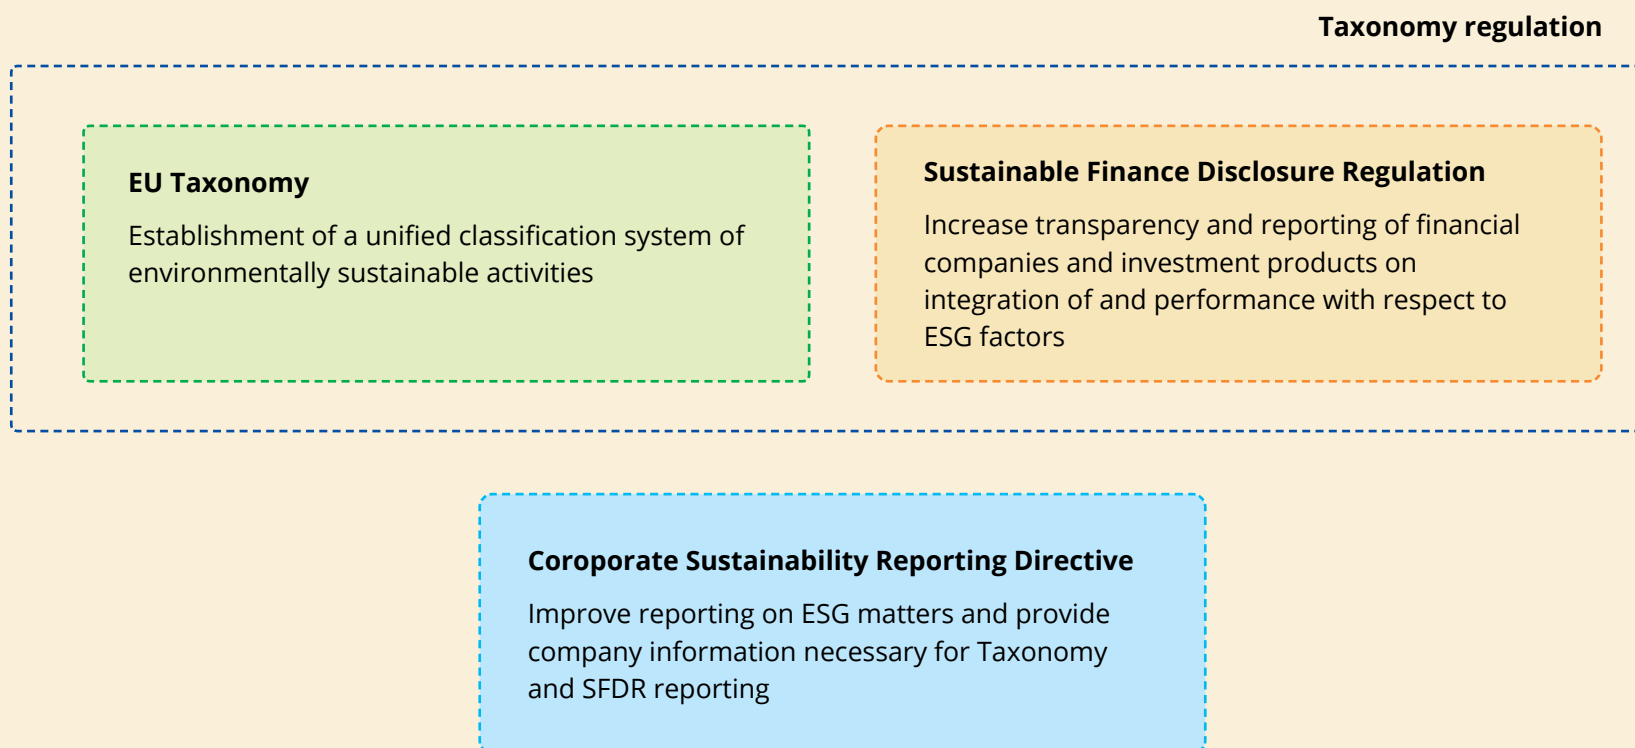 Taxonomy regulation
EU Taxonomy
Establishment of a unified classification system of
environmentally sustainable activities
Sustainable Finance Disclosure Regulation
Increase transparency and reporting of financial
companies and investment products on
integration of and performance with respect to
ESG factors
Coroporate Sustainability Reporting Directive
Improve reporting on ESG matters and provide
company information necessary for Taxonomy
and SFDR reporting